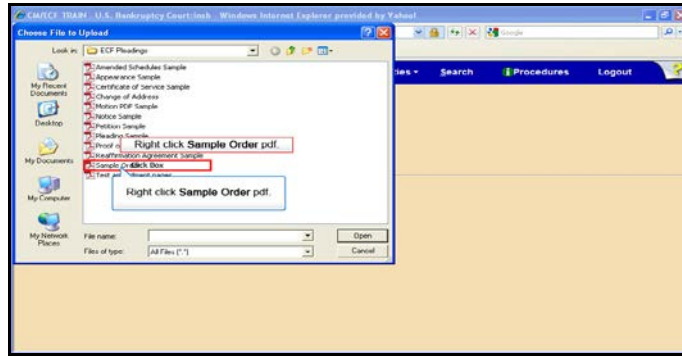 CM/ECF TRAIN - U.S. Bankruptcy Court:insb - Windows Internet Explorer provided by Yahoo!
Choose File to Upload
Look in: ECF Pleadings
Google
Search Procedures Logout
My Recent Documents
Desktop
My Documents
My Computer
My Network Places
Amended Schedules Sample
Appearance Sample
Certificate of Service Sample
Change of Address
Motion PDF Sample
Notice Sample
Petition Sample
Pleading Sample
Proof o
Right click Sample Order pdf.
Reaffirmation Agreement Sample
Sample Or
Click Box
Right click Sample Order pdf.
File name:
Open
Files of type: All Files (*.*)
Cancel